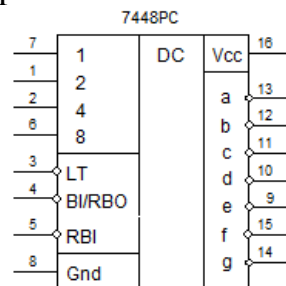 7448PC
7 1 DC Vcc 16
1 2
2 4 a 13
6 8 b 12
c 11
3 LT d 10
4 BI/RBO e 9
5 RBI f 15
g 14
8 Gnd